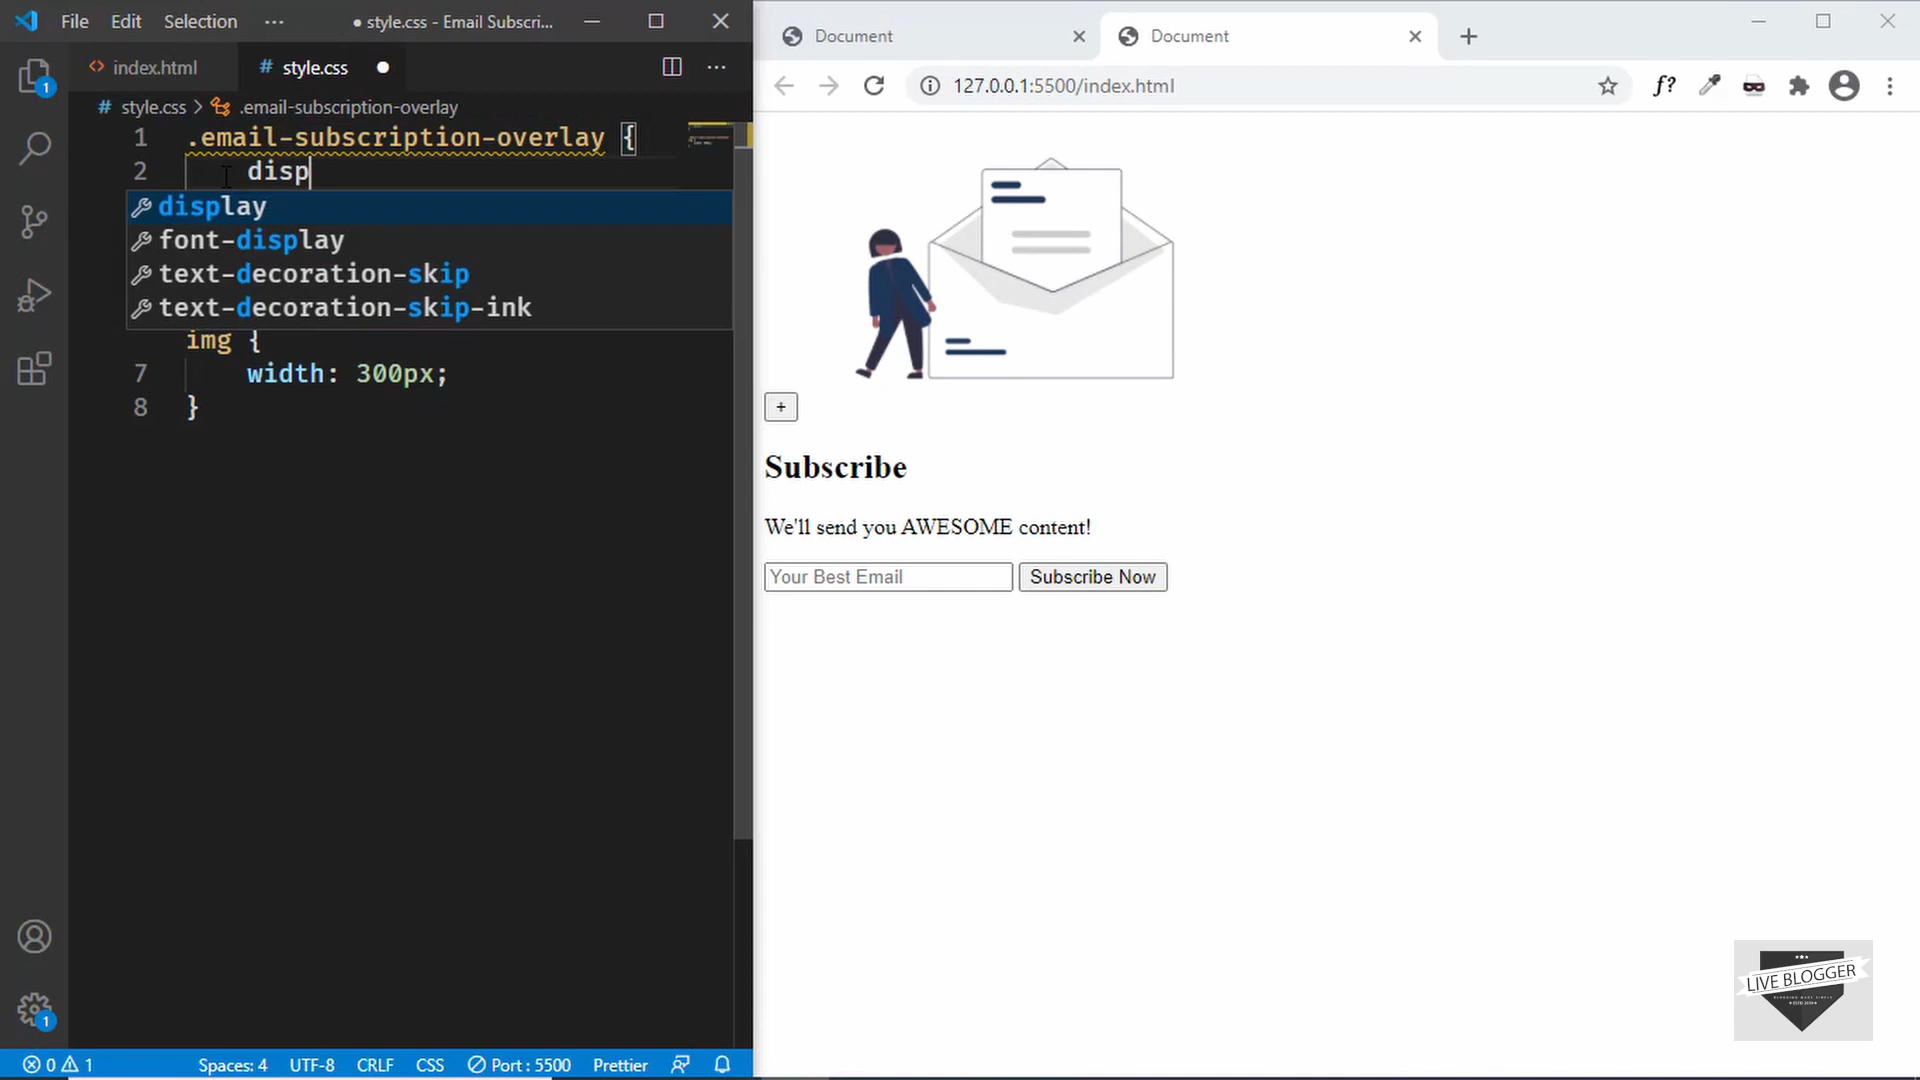 File Edit Selection ··· ● style.css - Email Subscri...
index.html # style.css
# style.css > .email-subscription-overlay
1 .email-subscription-overlay {
2 disp
display
font-display
text-decoration-skip
text-decoration-skip-ink
img {
7 width: 300px;
8 }
1
1
0 1 Spaces: 4 UTF-8 CRLF CSS Port : 5500 Prettier
Document Document
127.0.0.1:5500/index.html f?
+
Subscribe
We'll send you AWESOME content!
Your Best Email Subscribe Now
LIVE BLOGGER